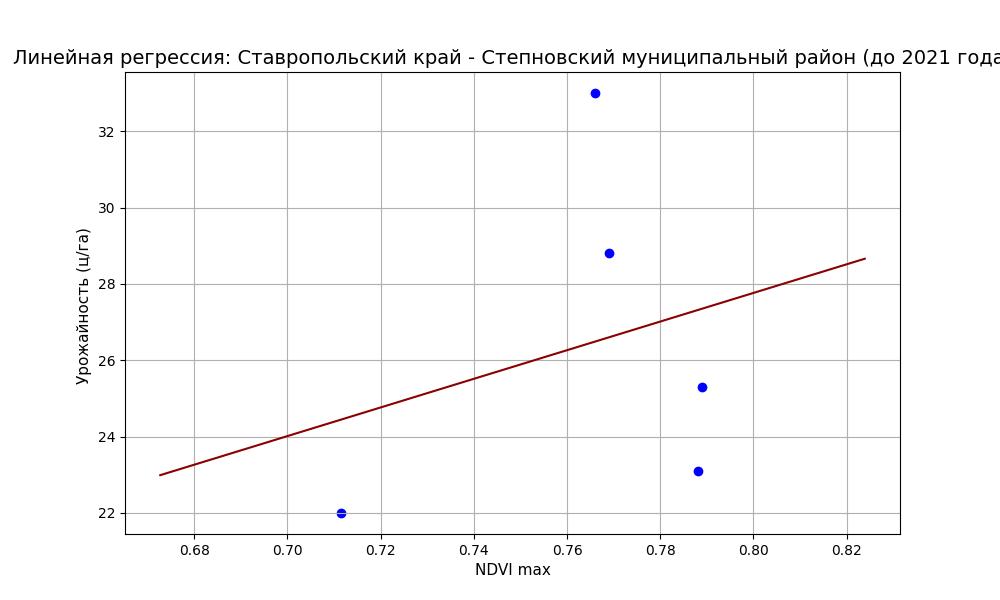 Линейная регрессия: Ставропольский край - Степновский муниципальный район (до 2021 года
32
30
28
26
24
22
Урожайность (ц/га)
0.68 0.70 0.72 0.74 0.76 0.78 0.80 0.82
NDVI max